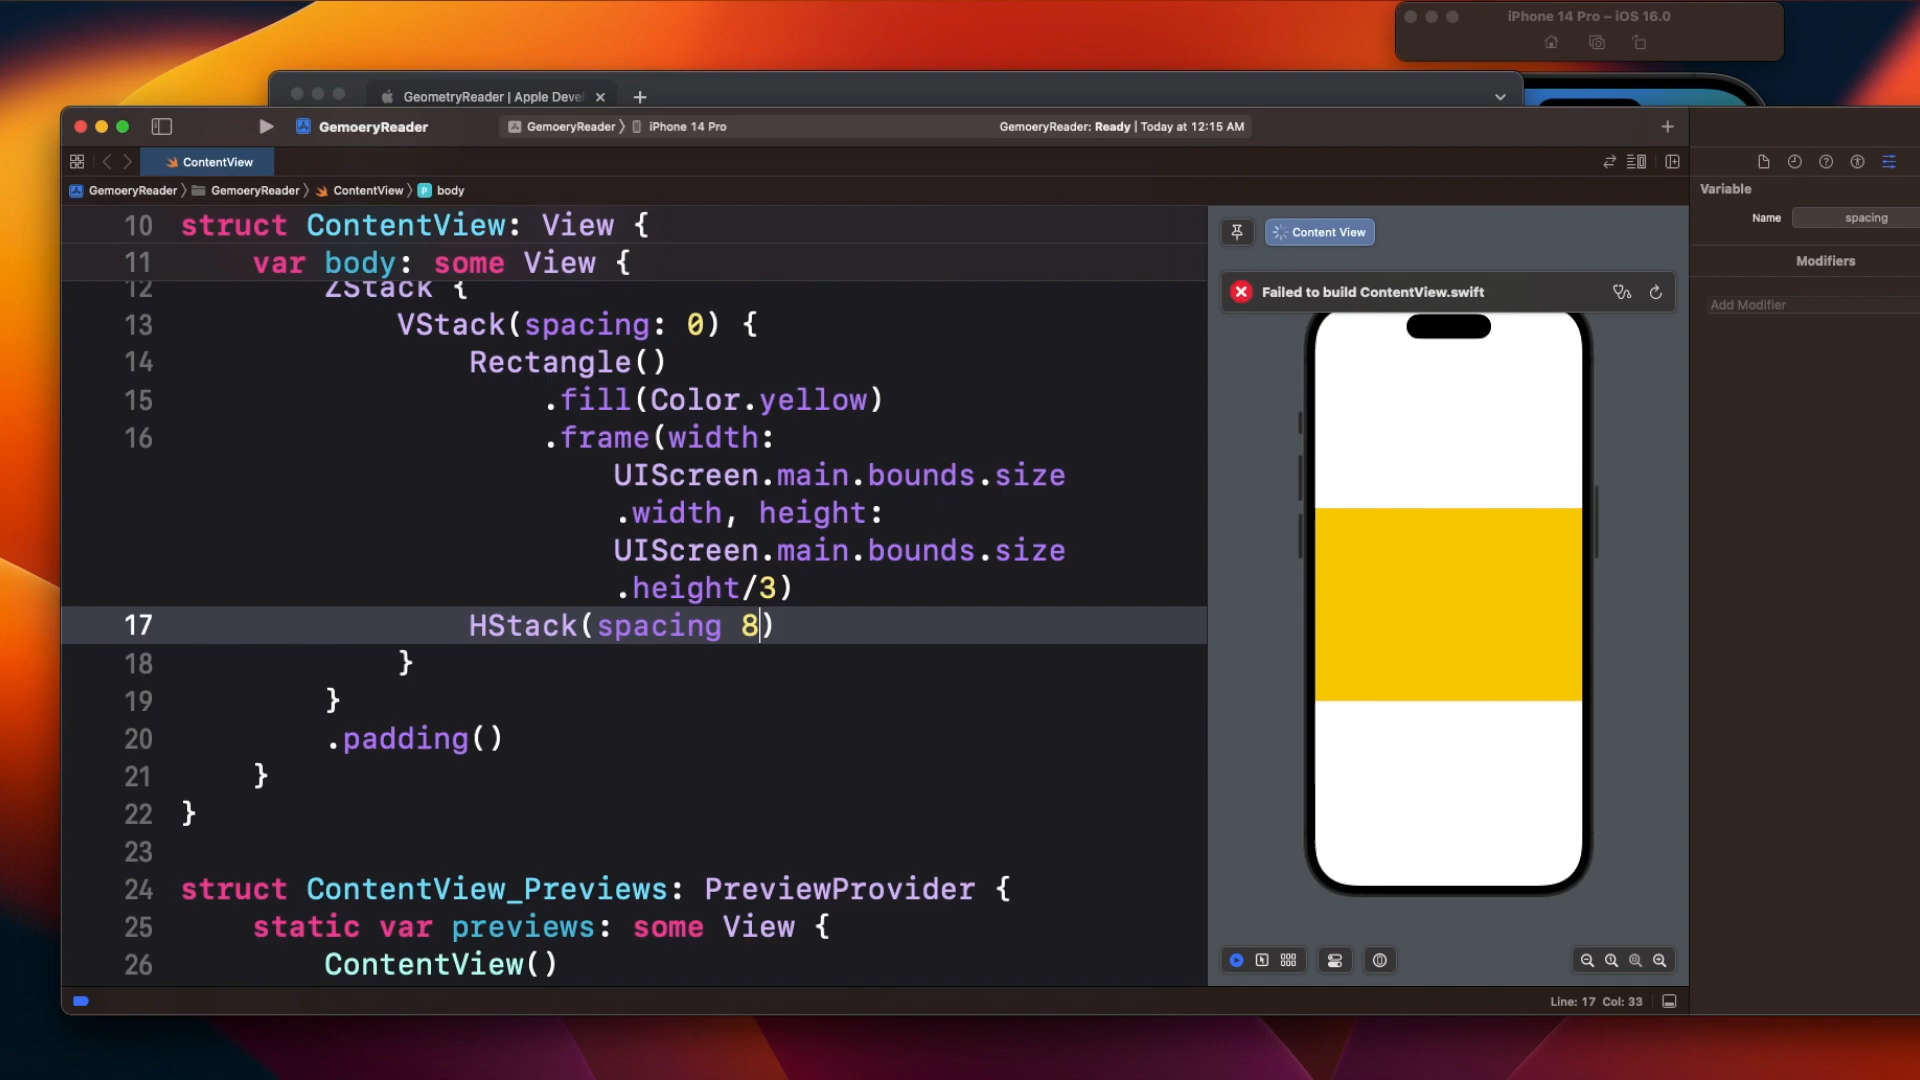 iPhone 14 Pro – iOS 16.0
GeometryReader | Apple Deve
GemoeryReader
GemoeryReader
iPhone 14 Pro
GemoeryReader: Ready | Today at 12:15 AM
ContentView
GemoeryReader
GemoeryReader
ContentView
body
10 struct ContentView: View {
11 var body: some View {
12 ZStack {
13 VStack(spacing: 0) {
14 Rectangle()
15 .fill(Color.yellow)
16 .frame(width:
UIScreen.main.bounds.size
.width, height:
UIScreen.main.bounds.size
.height/3)
17 HStack(spacing 8)
18 }
19 }
20 .padding()
21 }
22 }
23
24 struct ContentView_Previews: PreviewProvider {
25 static var previews: some View {
26 ContentView()
Content View
Failed to build ContentView.swift
Variable
Name spacing
Modifiers
Add Modifier
Line: 17 Col: 33